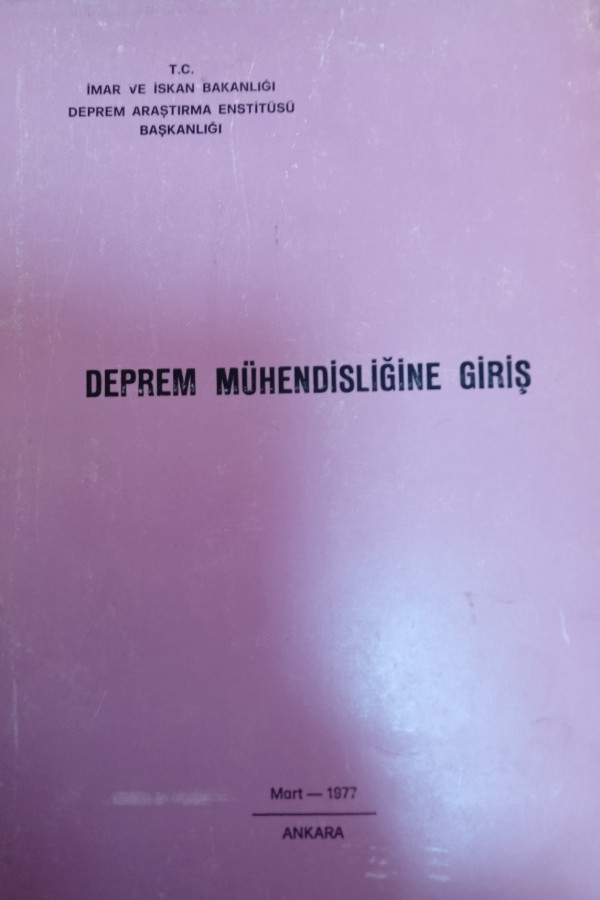 T.C.
İMAR VE İSKAN BAKANLIĞI
DEPREM ARAŞTIRMA ENSTİTÜSÜ
BAŞKANLIĞI
DEPREM MÜHENDİSLİĞİNE GİRİŞ
Mart — 1977
ANKARA